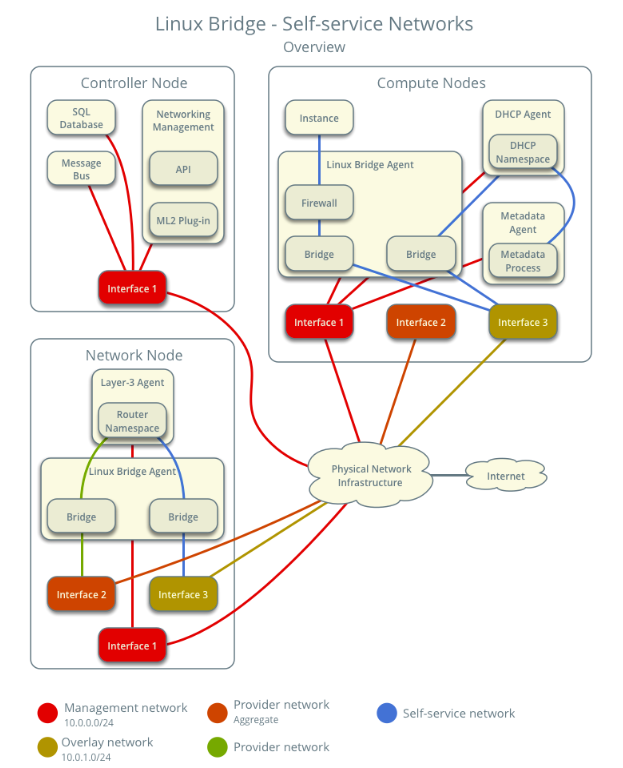 Linux Bridge - Self-service Networks
Overview
Controller Node
SQL
Database
Message
Bus
Networking
Management
API
ML2 Plug-in
Interface 1
Compute Nodes
Instance
Linux Bridge Agent
Firewall
Bridge
Bridge
DHCP Agent
DHCP
Namespace
Metadata
Agent
Metadata
Process
Interface 1
Interface 2
Interface 3
Network Node
Layer-3 Agent
Router
Namespace
Linux Bridge Agent
Bridge
Bridge
Interface 2
Interface 3
Interface 1
Physical Network
Infrastructure
Internet
Management network
10.0.0.0/24
Provider network
Aggregate
Self-service network
Overlay network
10.0.1.0/24
Provider network